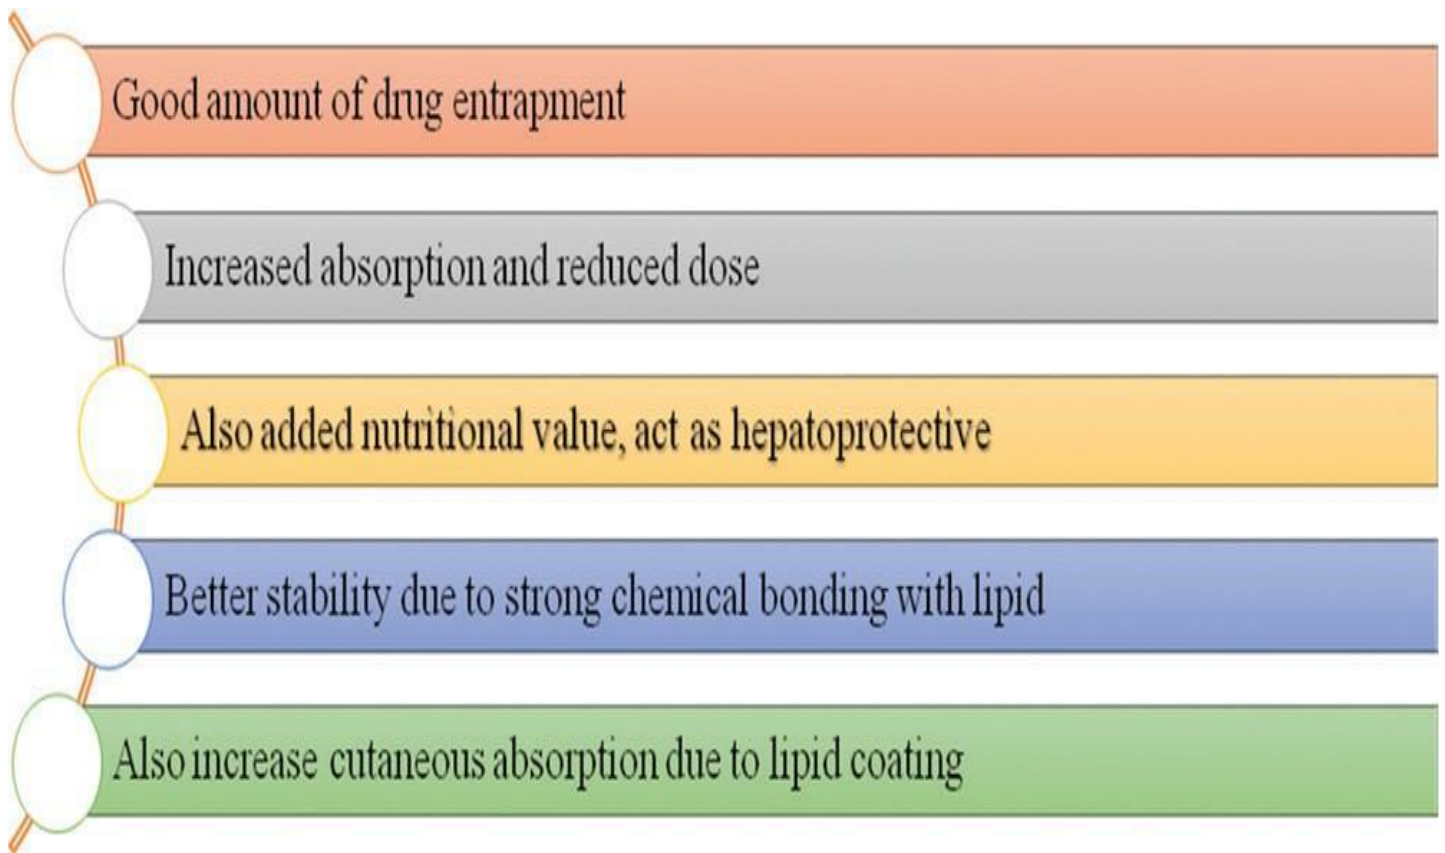 Good amount of drug entrapment
Increased absorption and reduced dose
Also added nutritional value, act as hepatoprotective
Better stability due to strong chemical bonding with lipid
Also increase cutaneous absorption due to lipid coating